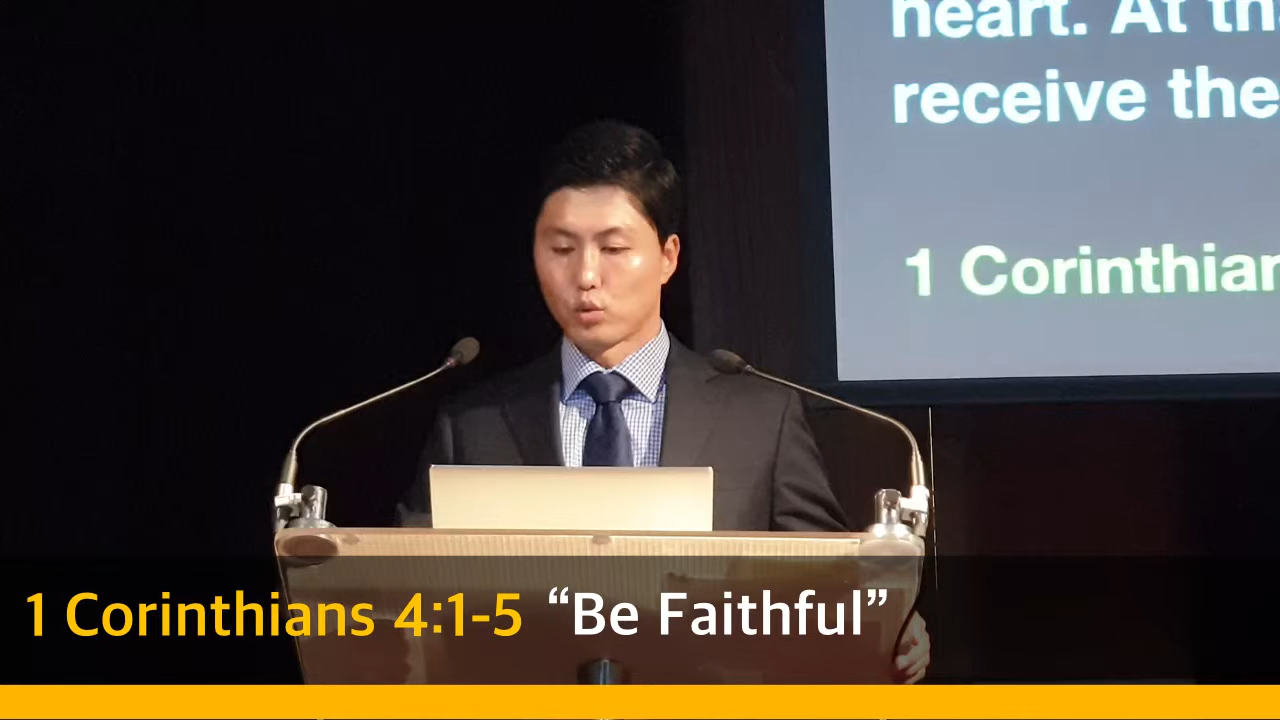 heart. At th
receive the
1 Corinthian
1 Corinthians 4:1-5 “Be Faithful”